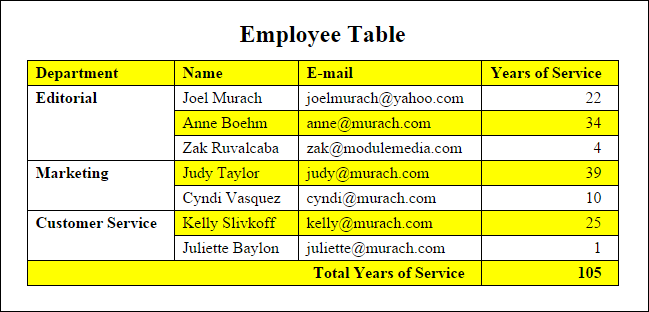 Employee Table
Department Name E-mail Years of Service
Editorial Joel Murach joelmurach@yahoo.com 22
Anne Boehm anne@murach.com 34
Zak Ruvalcaba zak@modulemedia.com 4
Marketing Judy Taylor judy@murach.com 39
Cyndi Vasquez cyndi@murach.com 10
Customer Service Kelly Slivkoff kelly@murach.com 25
Juliette Baylon juliette@murach.com 1
Total Years of Service 105